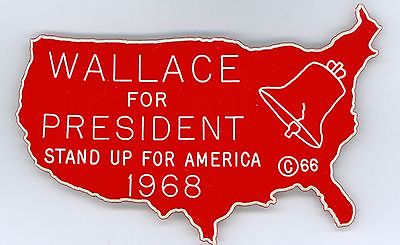 WALLACE
FOR
PRESIDENT
STAND UP FOR AMERICA
©66
1968